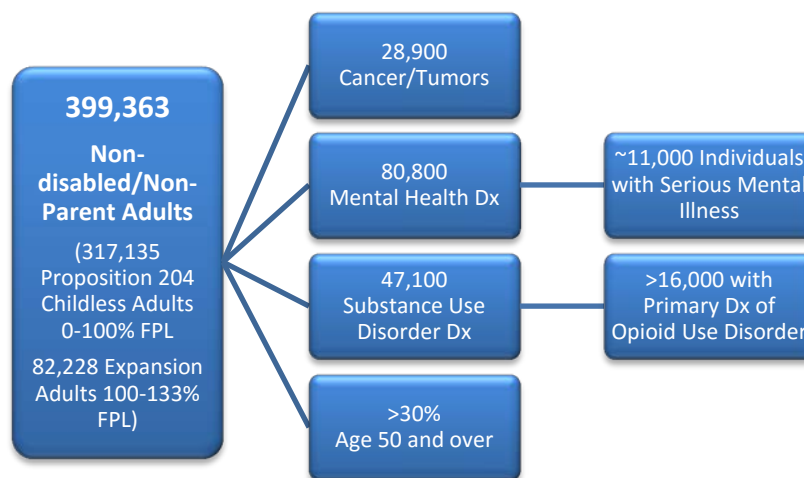 399,363
Non-
disabled/Non-
Parent Adults
(317,135
Proposition 204
Childless Adults
0-100% FPL
82,228 Expansion
Adults 100-133%
FPL)
28,900
Cancer/Tumors
80,800
Mental Health Dx
~11,000 Individuals
with Serious Mental
Illness
47,100
Substance Use
Disorder Dx
>16,000 with
Primary Dx of
Opioid Use Disorder
>30%
Age 50 and over